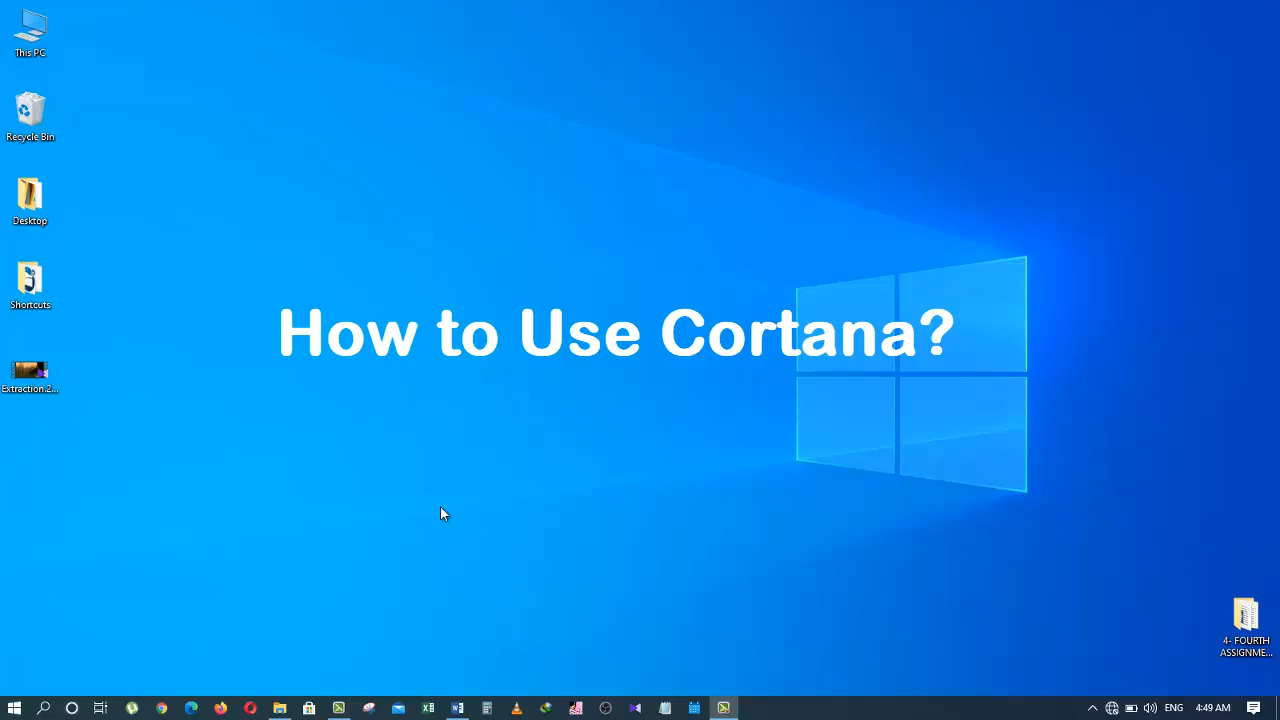 This PC
Recycle Bin
Desktop
Shortcuts
Extraction.2...
How to Use Cortana?
4- FOURTH
ASSIGNME...
ENG
4:49 AM